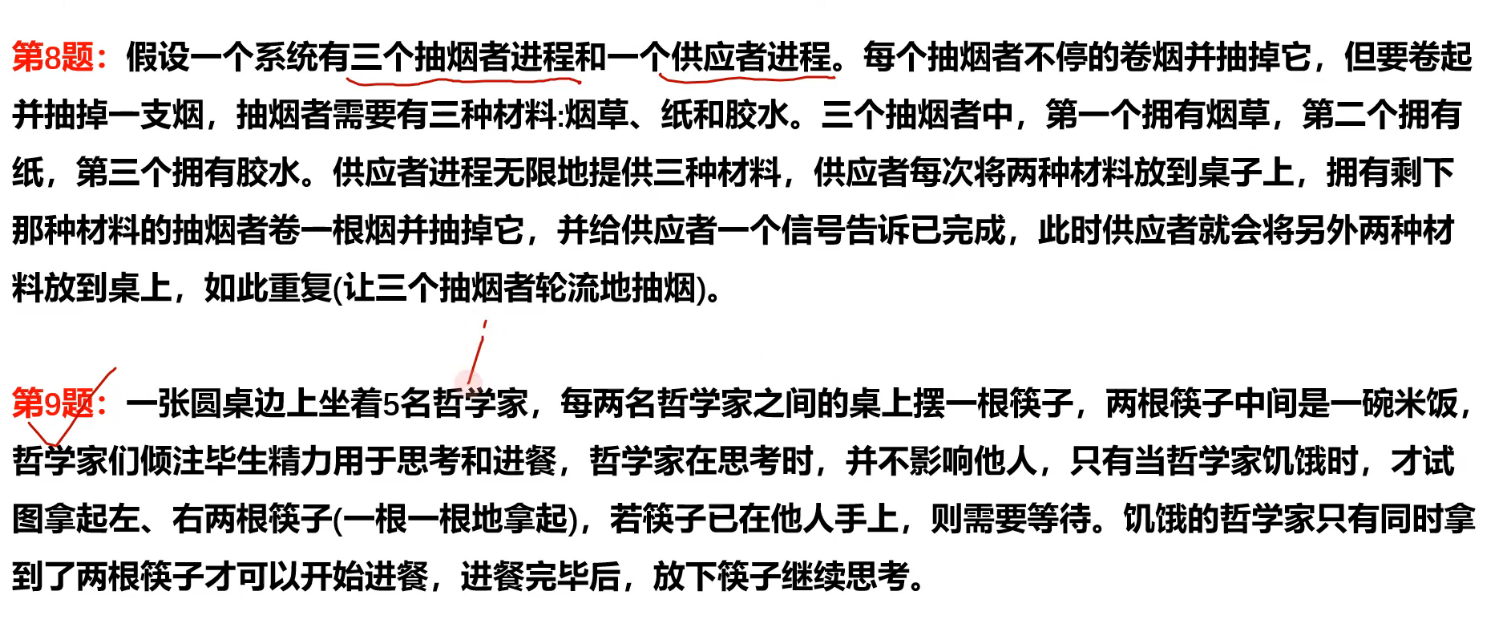 第8题：假设一个系统有三个抽烟者进程和一个供应者进程。每个抽烟者不停的卷烟并抽掉它，但要卷起
并抽掉一支烟，抽烟者需要有三种材料:烟草、纸和胶水。三个抽烟者中，第一个拥有烟草，第二个拥有
纸，第三个拥有胶水。供应者进程无限地提供三种材料，供应者每次将两种材料放到桌子上，拥有剩下
那种材料的抽烟者卷一根烟并抽掉它，并给供应者一个信号告诉已完成，此时供应者就会将另外两种材
料放到桌上，如此重复(让三个抽烟者轮流地抽烟)。
第9题：一张圆桌边上坐着5名哲学家，每两名哲学家之间的桌上摆一根筷子，两根筷子中间是一碗米饭，
哲学家们倾注毕生精力用于思考和进餐，哲学家在思考时，并不影响他人，只有当哲学家饥饿时，才试
图拿起左、右两根筷子(一根一根地拿起)，若筷子已在他人手上，则需要等待。饥饿的哲学家只有同时拿
到了两根筷子才可以开始进餐，进餐完毕后，放下筷子继续思考。